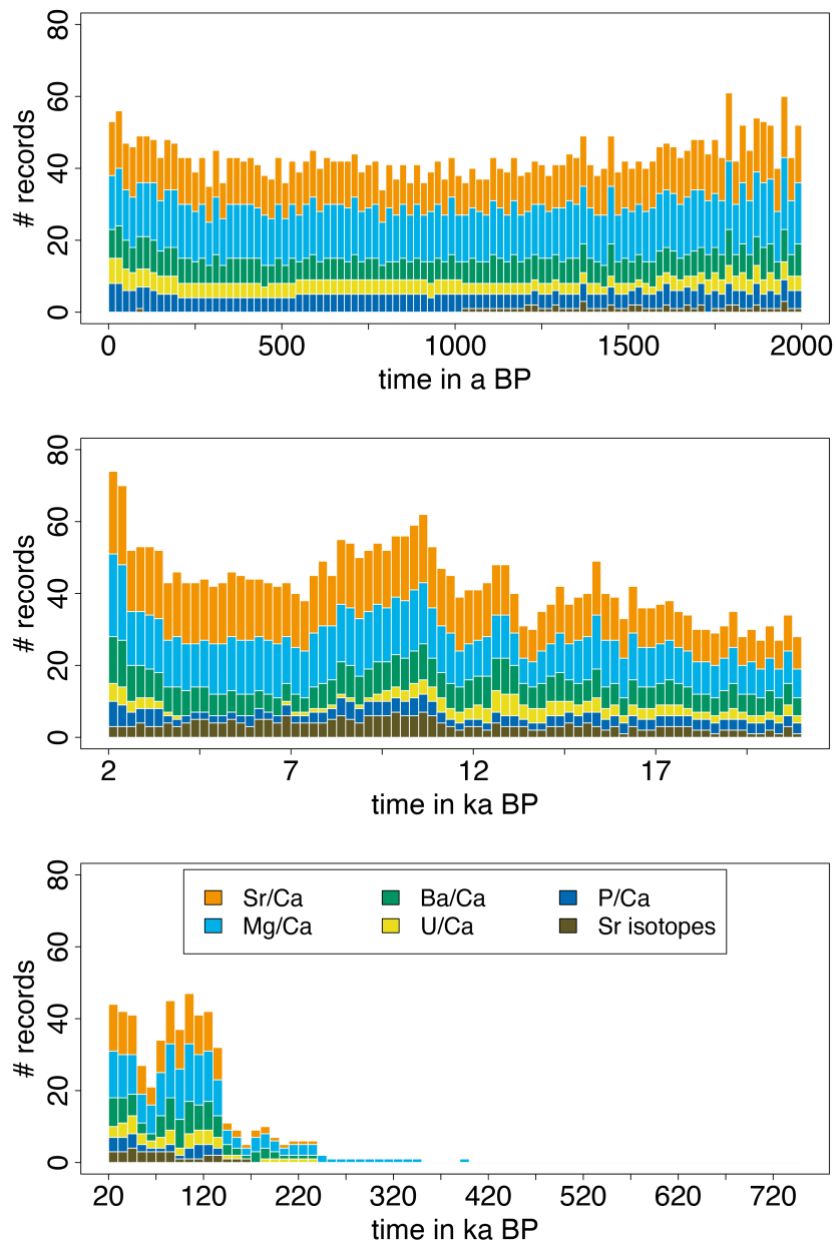 80
60
40
20
0
# records
0 500 1000 1500 2000
time in a BP
80
60
40
20
0
# records
2 7 12 17
time in ka BP
80
60
40
20
0
# records
Sr/Ca Ba/Ca P/Ca
Mg/Ca U/Ca Sr isotopes
20 120 220 320 420 520 620 720
time in ka BP